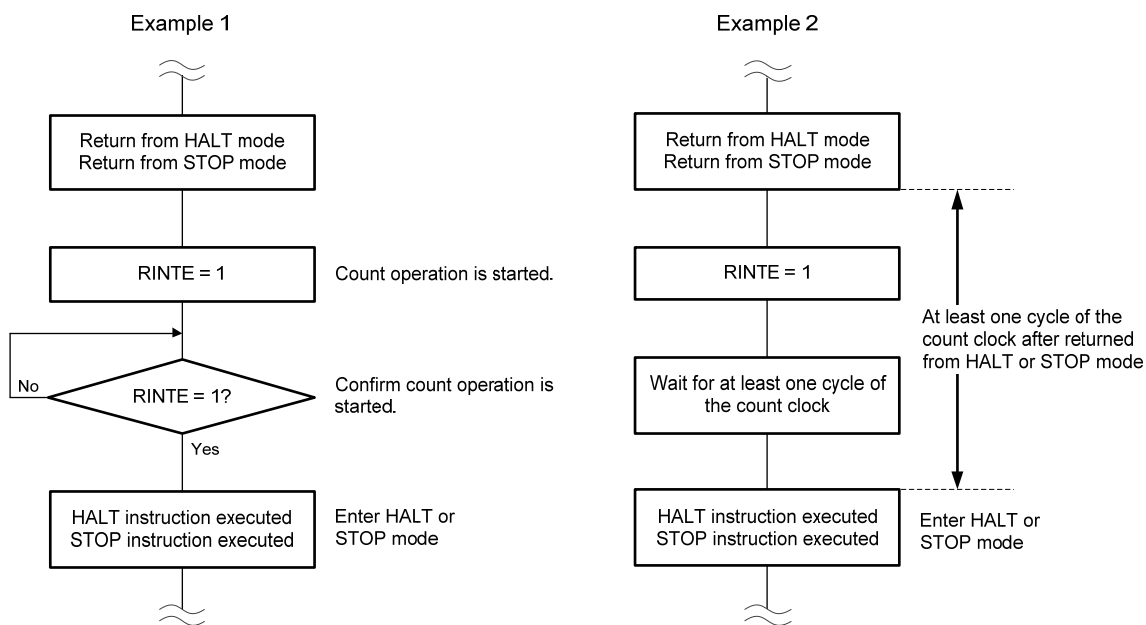 Example 1
Return from HALT mode
Return from STOP mode
RINTE = 1
Count operation is started.
No
RINTE = 1?
Confirm count operation is
started.
Yes
HALT instruction executed
STOP instruction executed
Enter HALT or
STOP mode
Example 2
Return from HALT mode
Return from STOP mode
RINTE = 1
At least one cycle of the
count clock after returned
from HALT or STOP mode
Wait for at least one cycle of
the count clock
HALT instruction executed
STOP instruction executed
Enter HALT or
STOP mode